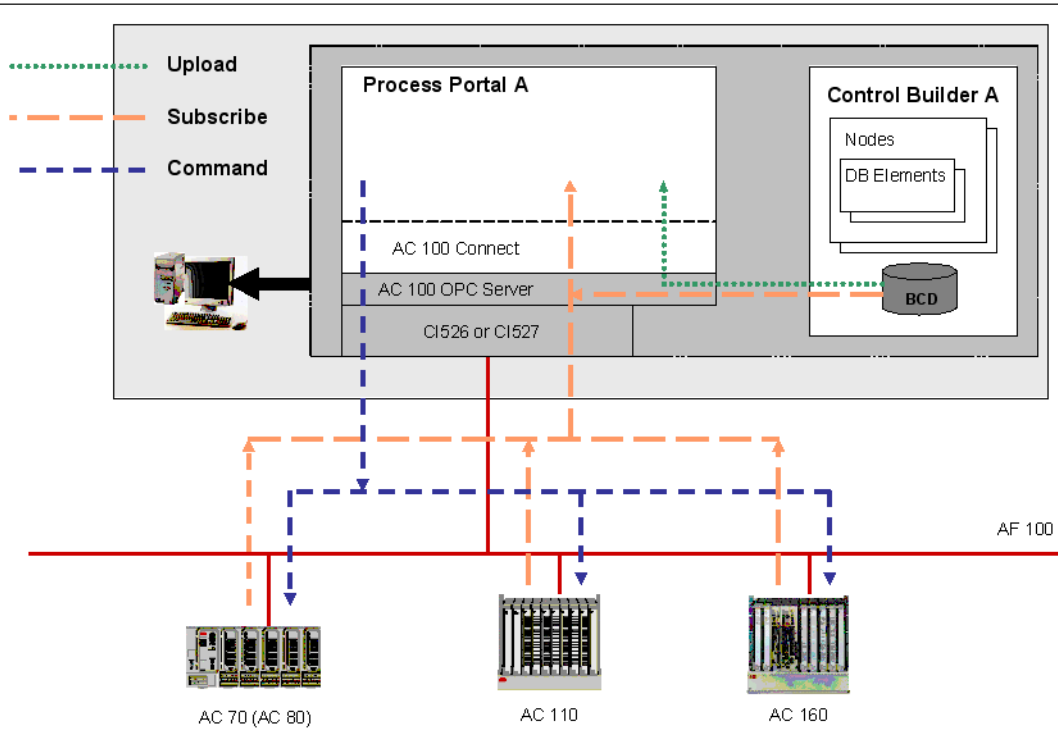 Upload
Subscribe
Command
Process Portal A
AC 100 Connect
AC 100 OPC Server
CI526 or CI527
Control Builder A
Nodes
DB Elements
BCD
AF 100
AC 70 (AC 80)
AC 110
AC 160